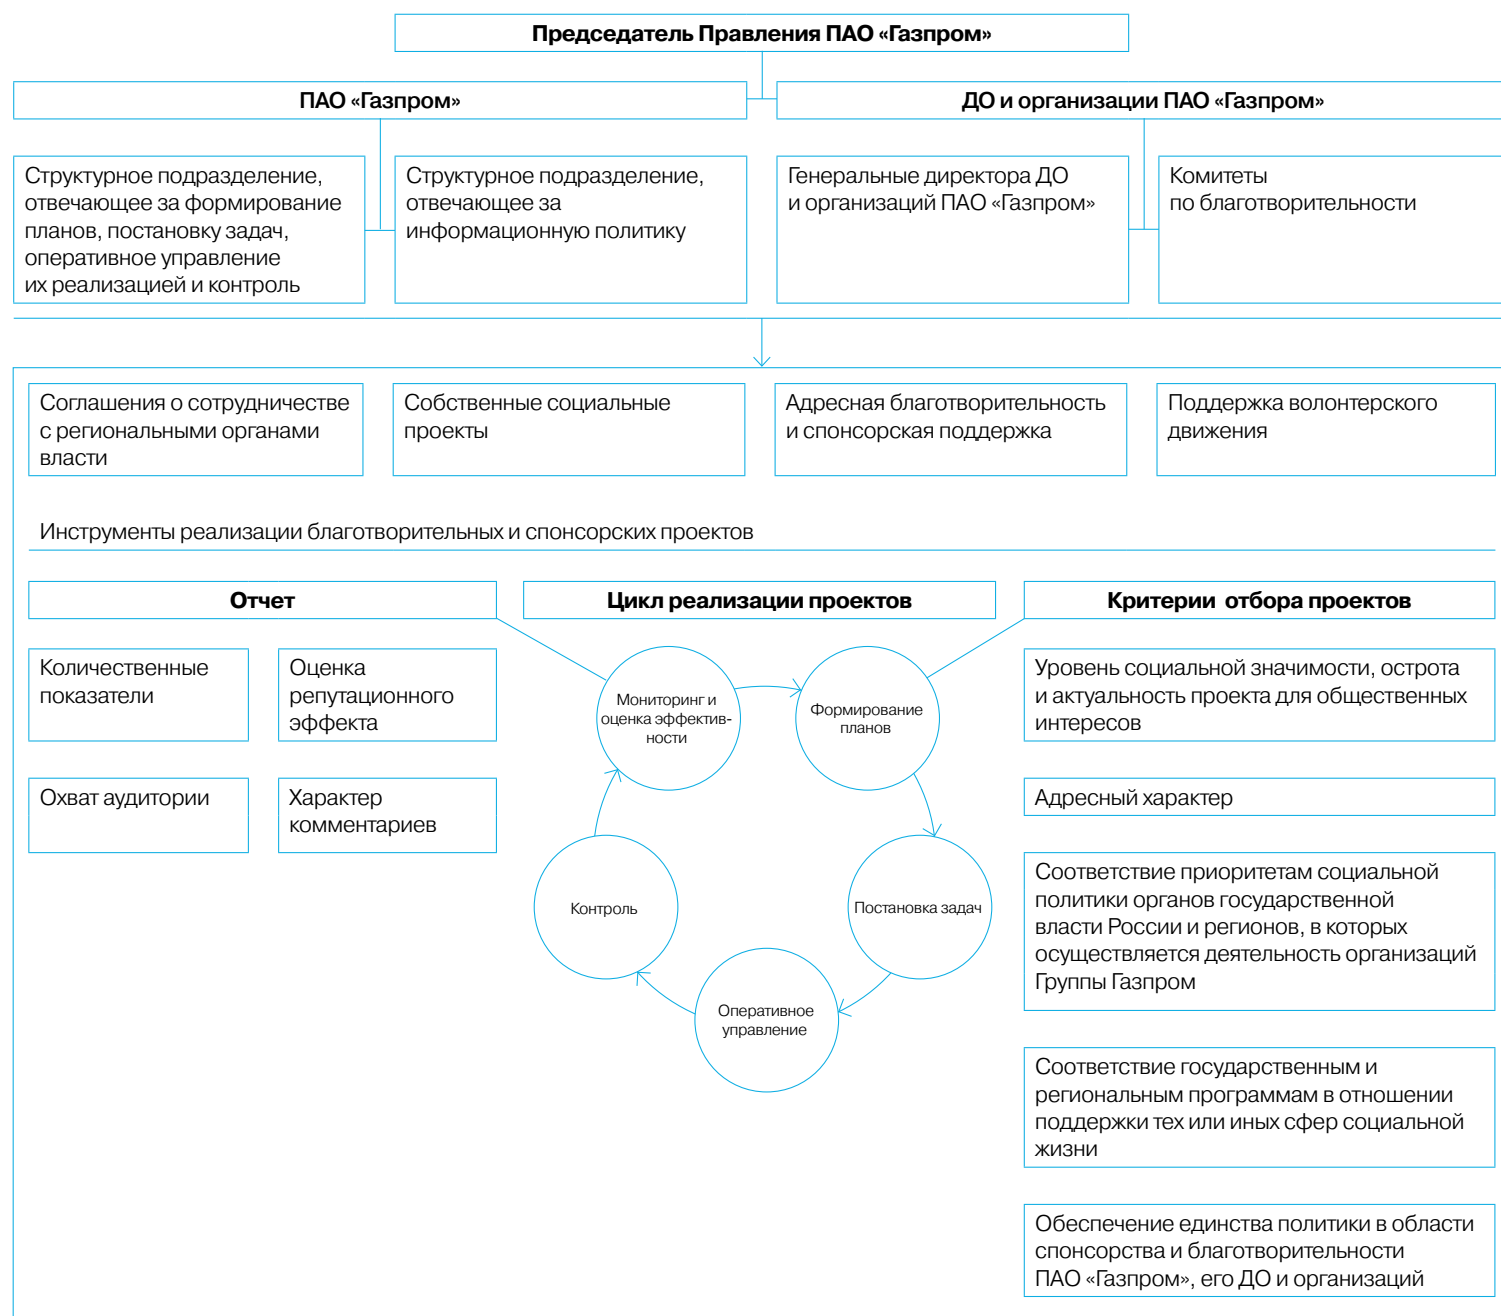 Председатель Правления ПАО «Газпром»
ПАО «Газпром»
ДО и организации ПАО «Газпром»
Структурное подразделение,
отвечающее за формирование
планов, постановку задач,
оперативное управление
их реализацией и контроль
Структурное подразделение,
отвечающее за
информационную политику
Генеральные директора ДО
и организаций ПАО «Газпром»
Комитеты
по благотворительности
Соглашения о сотрудничестве
с региональными органами
власти
Собственные социальные
проекты
Адресная благотворительность
и спонсорская поддержка
Поддержка волонтерского
движения
Инструменты реализации благотворительных и спонсорских проектов
Отчет
Количественные
показатели
Оценка
репутационного
эффекта
Охват аудитории
Характер
комментариев
Цикл реализации проектов
Мониторинг и
оценка эффектив-
ности
Формирование
планов
Постановка задач
Оперативное
управление
Контроль
Критерии отбора проектов
Уровень социальной значимости, острота
и актуальность проекта для общественных
интересов
Адресный характер
Соответствие приоритетам социальной
политики органов государственной
власти России и регионов, в которых
осуществляется деятельность организаций
Группы Газпром
Соответствие государственным и
региональным программам в отношении
поддержки тех или иных сфер социальной
жизни
Обеспечение единства политики в области
спонсорства и благотворительности
ПАО «Газпром», его ДО и организаций